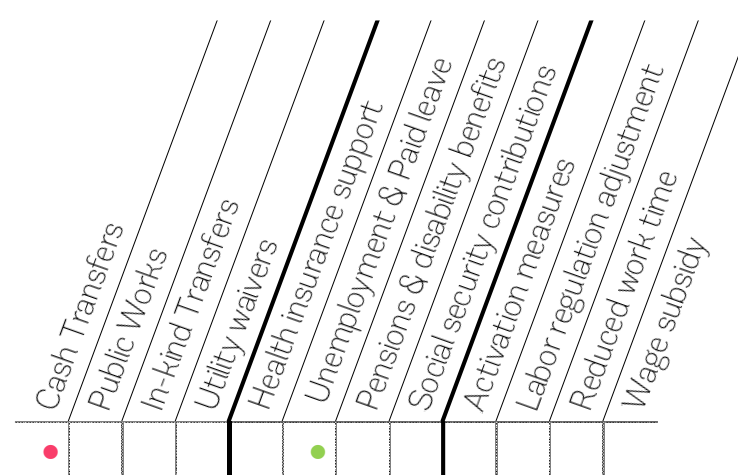 Cash Transfers
Public Works
In-kind Transfers
Utility waivers
Health insurance support
Unemployment & Paid leave
Pensions & disability benefits
Social security contributions
Activation measures
Labor regulation adjustment
Reduced work time
Wage subsidy